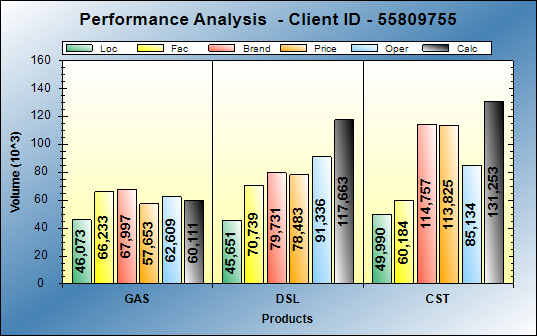 Performance Analysis - Client ID - 55809755
Loc Fac Brand Price Oper Calc
Volume (10^3)
160
140
120
100
80
60
40
20
0
46,073 66,233 67,997 57,653 62,609 60,111
45,651 70,739 79,731 78,483 91,336 117,663
49,990 60,184 114,757 113,825 85,134 131,253
GAS DSL CST
Products